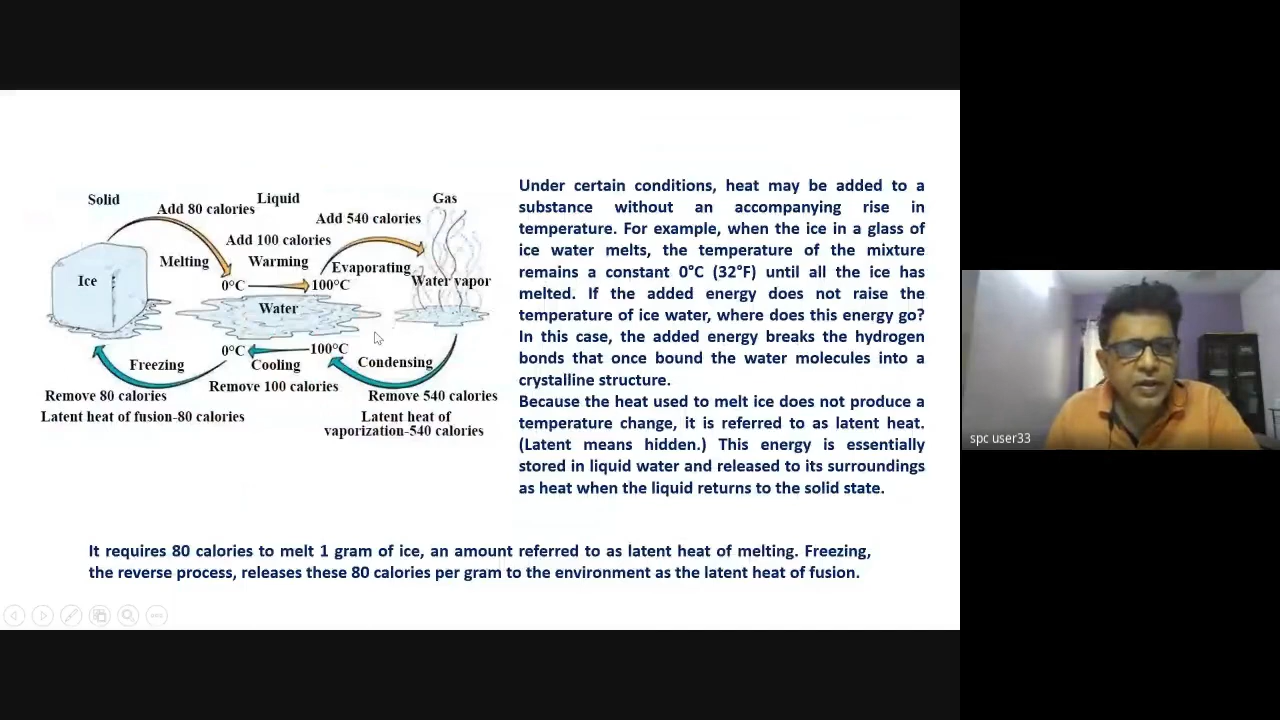 Solid
Liquid
Gas
Add 80 calories
Add 540 calories
Add 100 calories
Melting
Warming
Evaporating
Ice
0°C
100°C
Water vapor
Water
0°C
100°C
Freezing
Cooling
Condensing
Remove 80 calories
Remove 100 calories
Remove 540 calories
Latent heat of fusion-80 calories
Latent heat of
vaporization-540 calories
Under certain conditions, heat may be added to a
substance without an accompanying rise in
temperature. For example, when the ice in a glass of
ice water melts, the temperature of the mixture
remains a constant 0°C (32°F) until all the ice has
melted. If the added energy does not raise the
temperature of ice water, where does this energy go?
In this case, the added energy breaks the hydrogen
bonds that once bound the water molecules into a
crystalline structure.
Because the heat used to melt ice does not produce a
temperature change, it is referred to as latent heat.
(Latent means hidden.) This energy is essentially
stored in liquid water and released to its surroundings
as heat when the liquid returns to the solid state.
It requires 80 calories to melt 1 gram of ice, an amount referred to as latent heat of melting. Freezing,
the reverse process, releases these 80 calories per gram to the environment as the latent heat of fusion.
spc user33